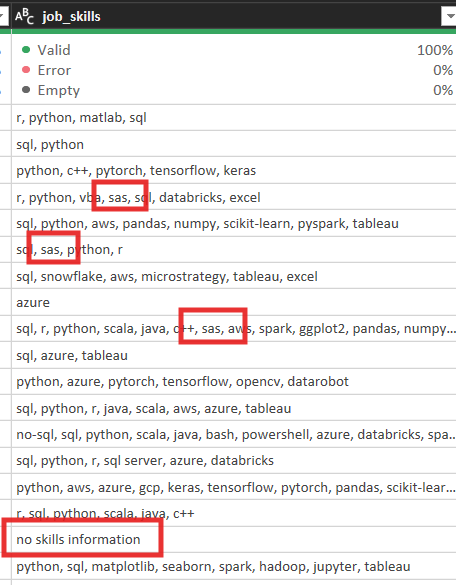 ABC job_skills
Valid 100%
Error 0%
Empty 0%
r, python, matlab, sql
sql, python
python, c++, pytorch, tensorflow, keras
r, python, vba, sas, sql, databricks, excel
sql, python, aws, pandas, numpy, scikit-learn, pyspark, tableau
sql, sas, python, r
sql, snowflake, aws, microstrategy, tableau, excel
azure
sql, r, python, scala, java, c++, sas, aws, spark, ggplot2, pandas, numpy...
sql, azure, tableau
python, azure, pytorch, tensorflow, opencv, datarobot
sql, python, r, java, scala, aws, azure, tableau
no-sql, sql, python, scala, java, bash, powershell, azure, databricks, spa...
sql, python, r, sql server, azure, databricks
python, aws, azure, gcp, keras, tensorflow, pytorch, pandas, scikit-lear...
r, sql, python, scala, java, c++
no skills information
python, sql, matplotlib, seaborn, spark, hadoop, jupyter, tableau